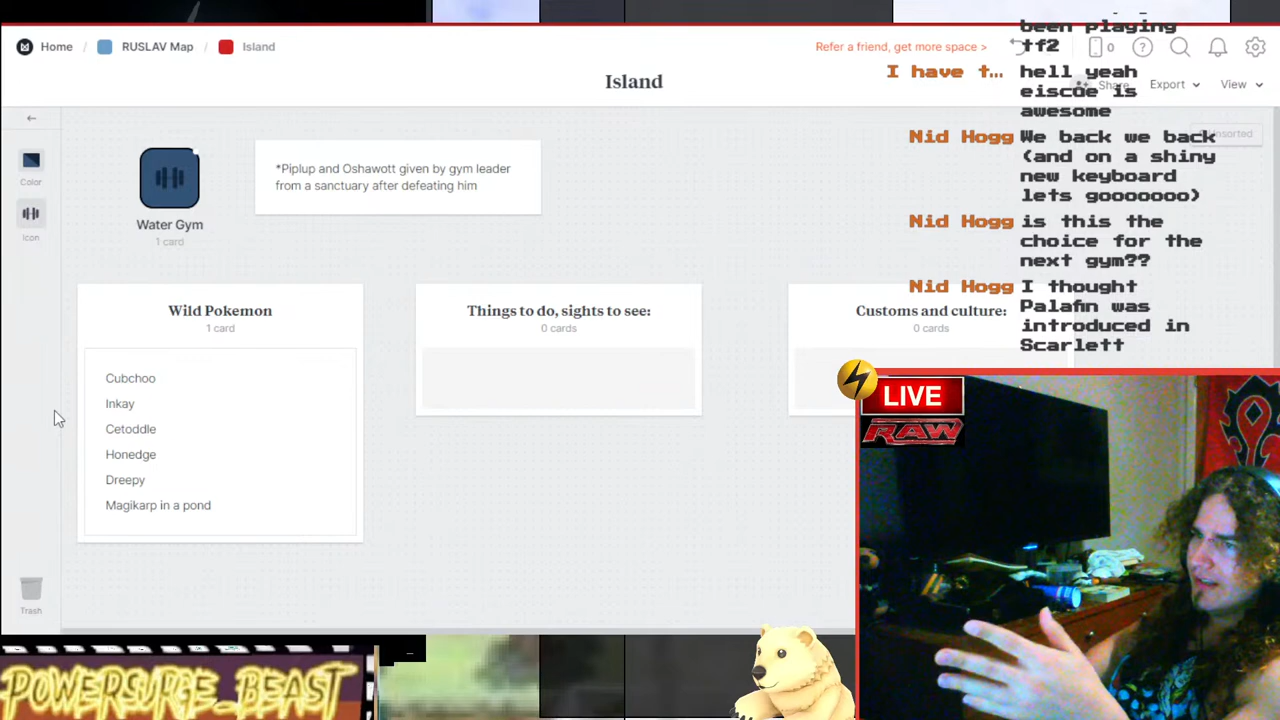 Home / RUSLAV Map / Island
Refer a friend, get more space >
0
Island
Share
Export
View
Unsorted
Color
Icon
Trash
Water Gym
1 card
*Piplup and Oshawott given by gym leader
from a sanctuary after defeating him
Wild Pokemon
1 card
Cubchoo
Inkay
Cetoddle
Honedge
Dreepy
Magikarp in a pond
Things to do, sights to see:
0 cards
Customs and culture:
0 cards
been playing
tf2
I have t... hell yeah
eiscue is
awesome
Nid Hogg We back we back
(and on a shiny
new keyboard
lets gooooooo)
Nid Hogg is this the
choice for the
next gym??
Nid Hogg I thought
Palafin was
introduced in
Scarlett
LIVE
RAW
POWERSURGE_BEAST